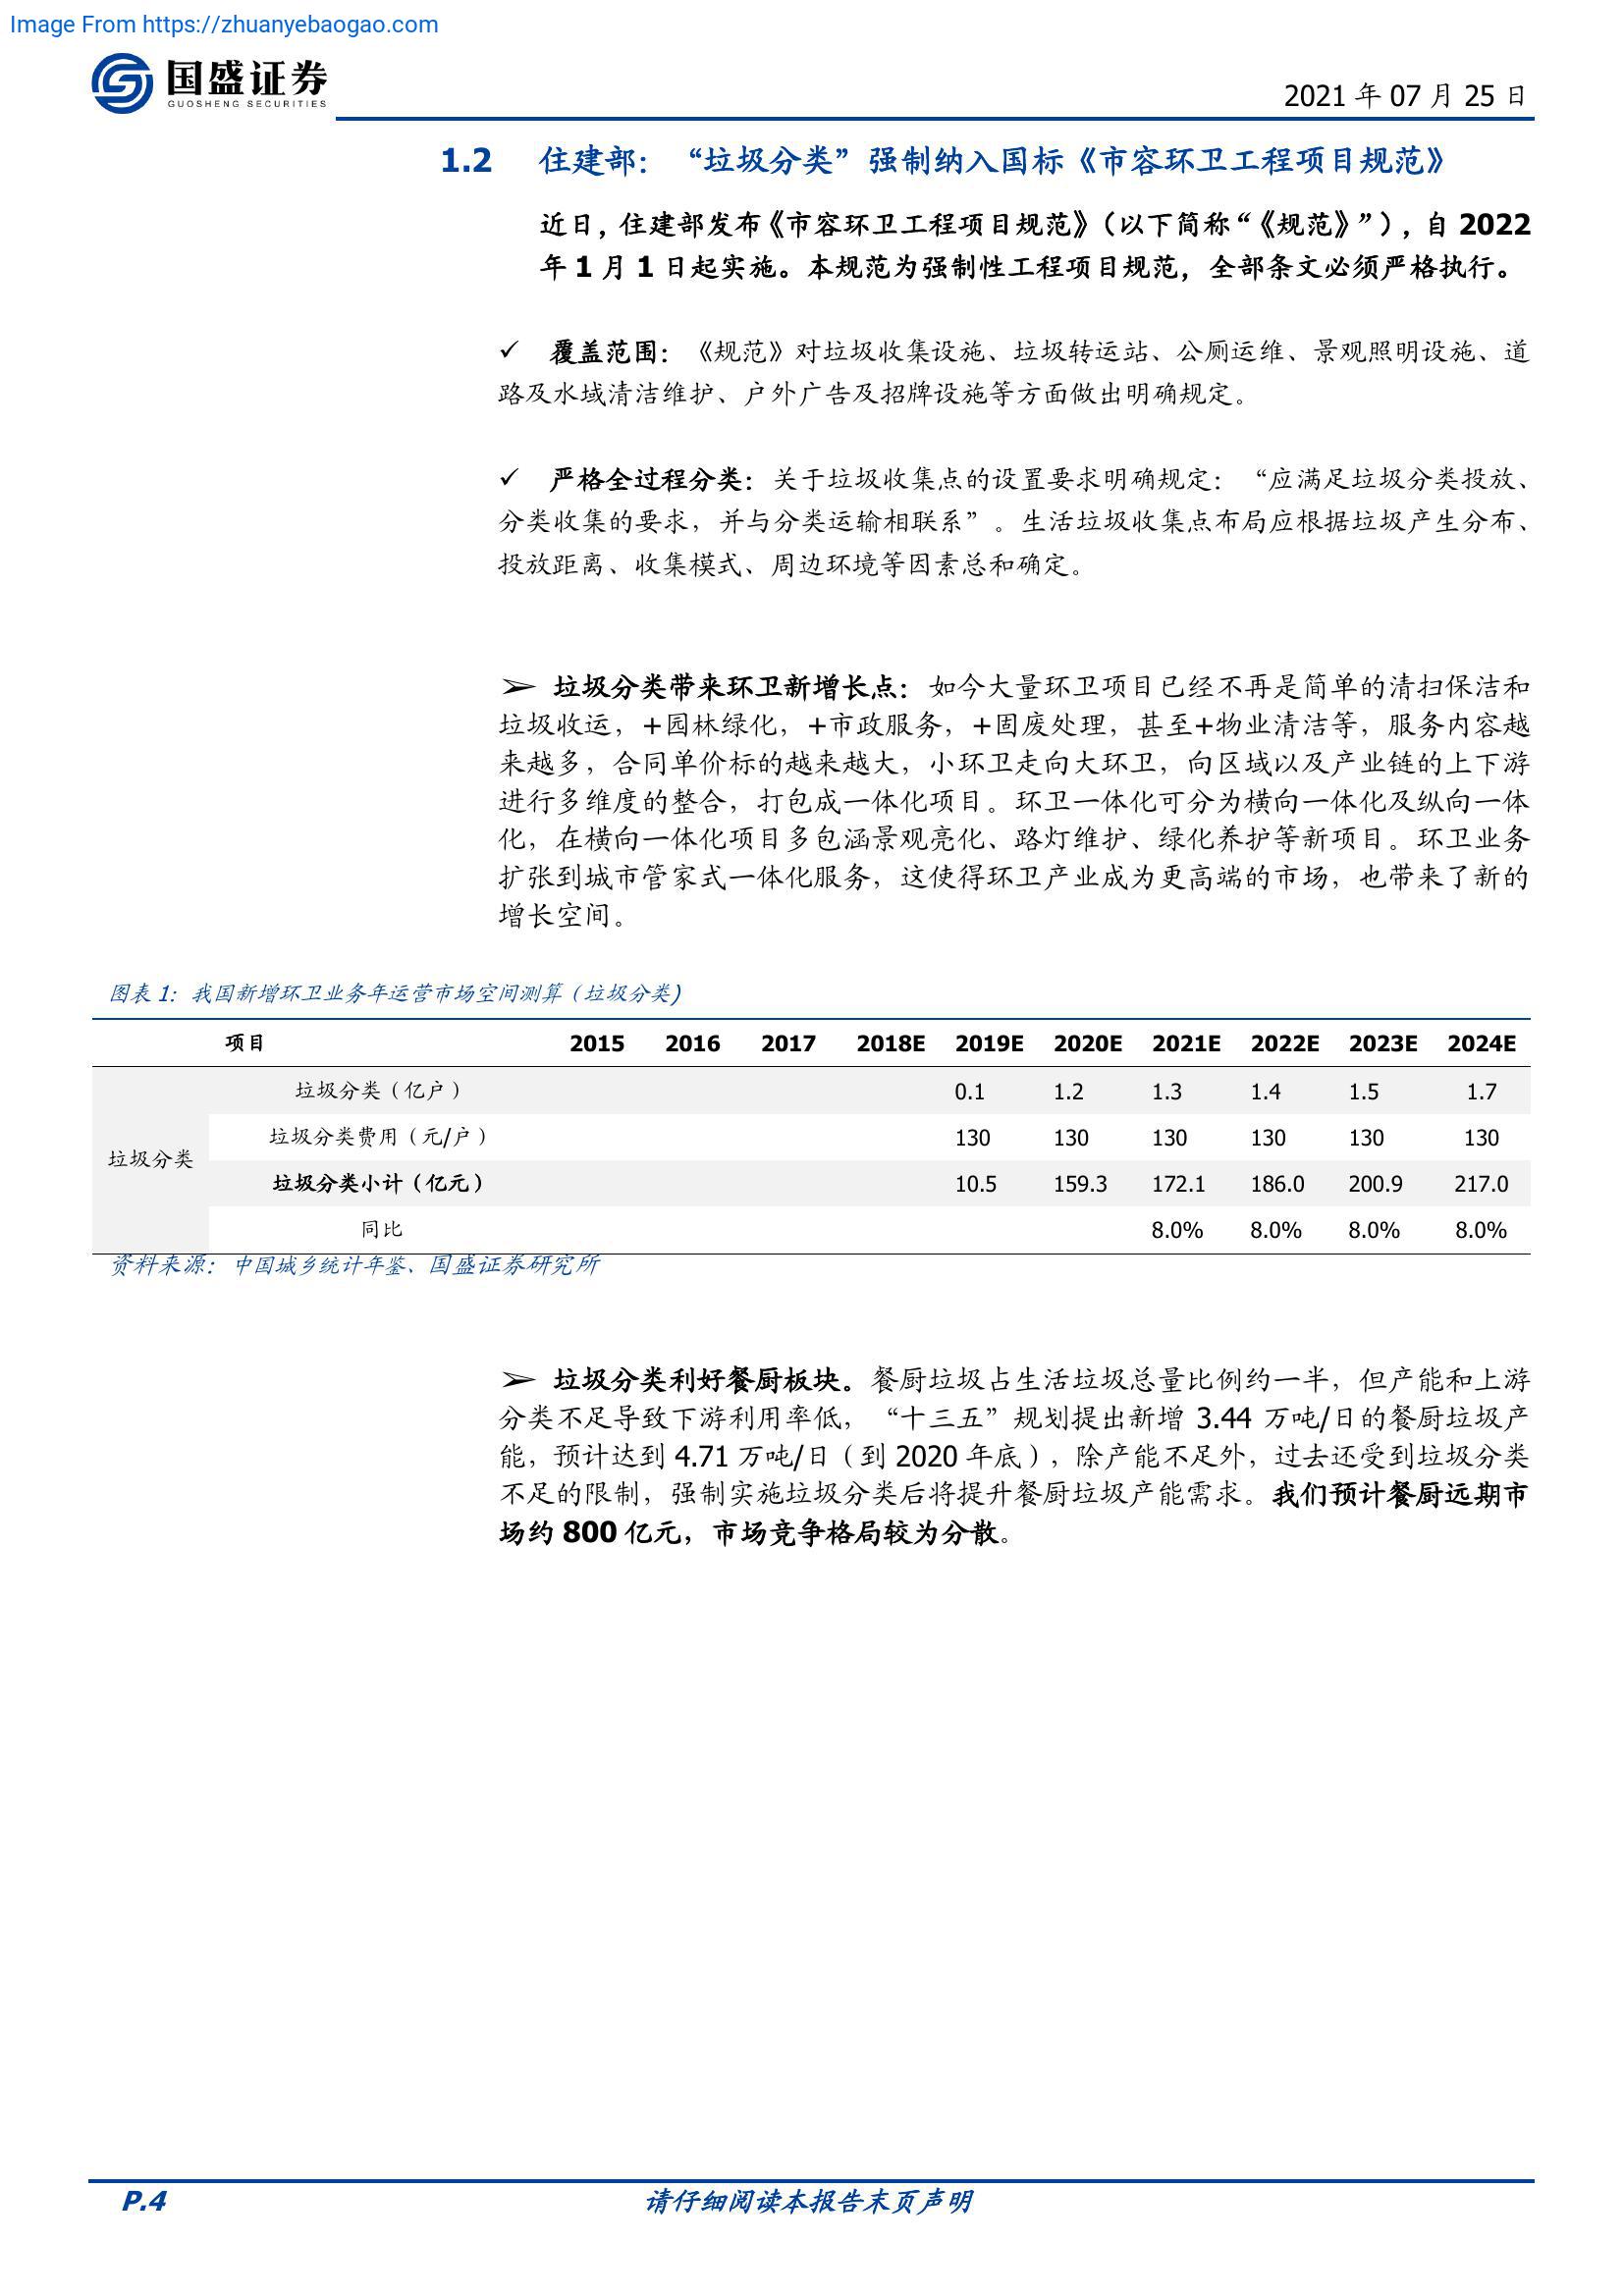 Image From https://zhuanyebaogao.com
国盛证券
GUOSHENG SECURITIES
2021 年 07 月 25 日
1.2 住建部：“垃圾分类”强制纳入国标《市容环卫工程项目规范》
近日，住建部发布《市容环卫工程项目规范》（以下简称“《规范》”），自 2022
年 1 月 1 日起实施。本规范为强制性工程项目规范，全部条文必须严格执行。
✓ 覆盖范围：《规范》对垃圾收集设施、垃圾转运站、公厕运维、景观照明设施、道
路及水域清洁维护、户外广告及招牌设施等方面做出明确规定。
✓ 严格全过程分类：关于垃圾收集点的设置要求明确规定：“应满足垃圾分类投放、
分类收集的要求，并与分类运输相联系”。生活垃圾收集点布局应根据垃圾产生分布、
投放距离、收集模式、周边环境等因素总和确定。
➢ 垃圾分类带来环卫新增长点：如今大量环卫项目已经不再是简单的清扫保洁和
垃圾收运，+园林绿化，+市政服务，+固废处理，甚至+物业清洁等，服务内容越
来越多，合同单价标的越来越大，小环卫走向大环卫，向区域以及产业链的上下游
进行多维度的整合，打包成一体化项目。环卫一体化可分为横向一体化及纵向一体
化，在横向一体化项目多包涵景观亮化、路灯维护、绿化养护等新项目。环卫业务
扩张到城市管家式一体化服务，这使得环卫产业成为更高端的市场，也带来了新的
增长空间。
图表 1：我国新增环卫业务年运营市场空间测算（垃圾分类）
项目 2015 2016 2017 2018E 2019E 2020E 2021E 2022E 2023E 2024E
垃圾分类（亿户） 0.1 1.2 1.3 1.4 1.5 1.7
垃圾分类费用（元/户） 130 130 130 130 130 130
垃圾分类
垃圾分类小计（亿元） 10.5 159.3 172.1 186.0 200.9 217.0
同比 8.0% 8.0% 8.0% 8.0%
资料来源：中国城乡统计年鉴、国盛证券研究所
➢ 垃圾分类利好餐厨板块。餐厨垃圾占生活垃圾总量比例约一半，但产能和上游
分类不足导致下游利用率低，“十三五”规划提出新增 3.44 万吨/日的餐厨垃圾产
能，预计达到 4.71 万吨/日（到 2020 年底），除产能不足外，过去还受到垃圾分类
不足的限制，强制实施垃圾分类后将提升餐厨垃圾产能需求。我们预计餐厨远期市
场约 800 亿元，市场竞争格局较为分散。
P.4 请仔细阅读本报告末页声明